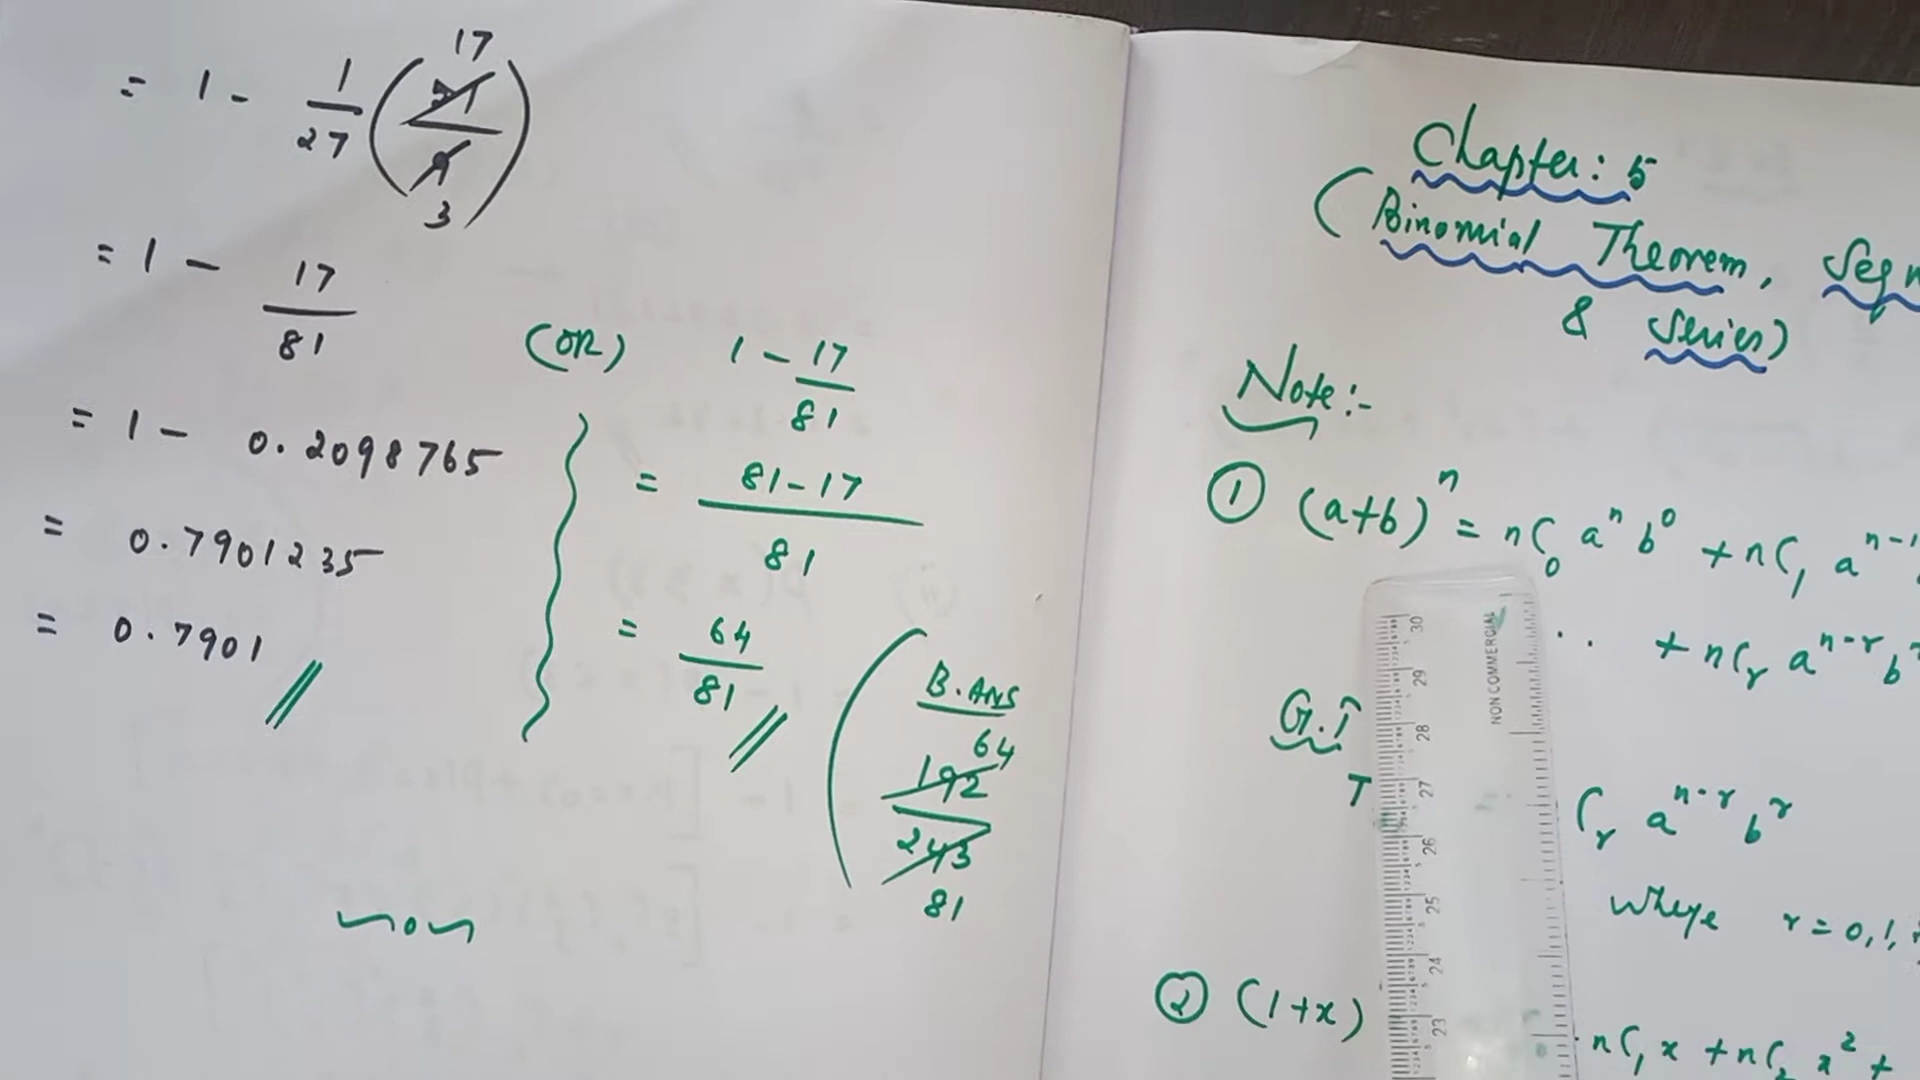 = 1 - 1/27 (51/9) 17 3
= 1 - 17/81
= 1 - 0.2098765
= 0.7901235
= 0.7901 //
(OR) 1 - 17/81
= 81-17/81
= 64/81 //
B.ANS
64
192/243
81
Chapter: 5
(Binomial Theorem,
& Series)
Note:-
① (a+b)^n = nC₀ a^n b^0 + nC₁ a^n-1
.. + nCr a^n-r b
G.T
T
Cr a^n-r b^r
where r = 0, 1,
② (1+x)
nC₁ x + nC₂ x² +
30
29
28
27
26
25
24
23
NON COMMERCIAL